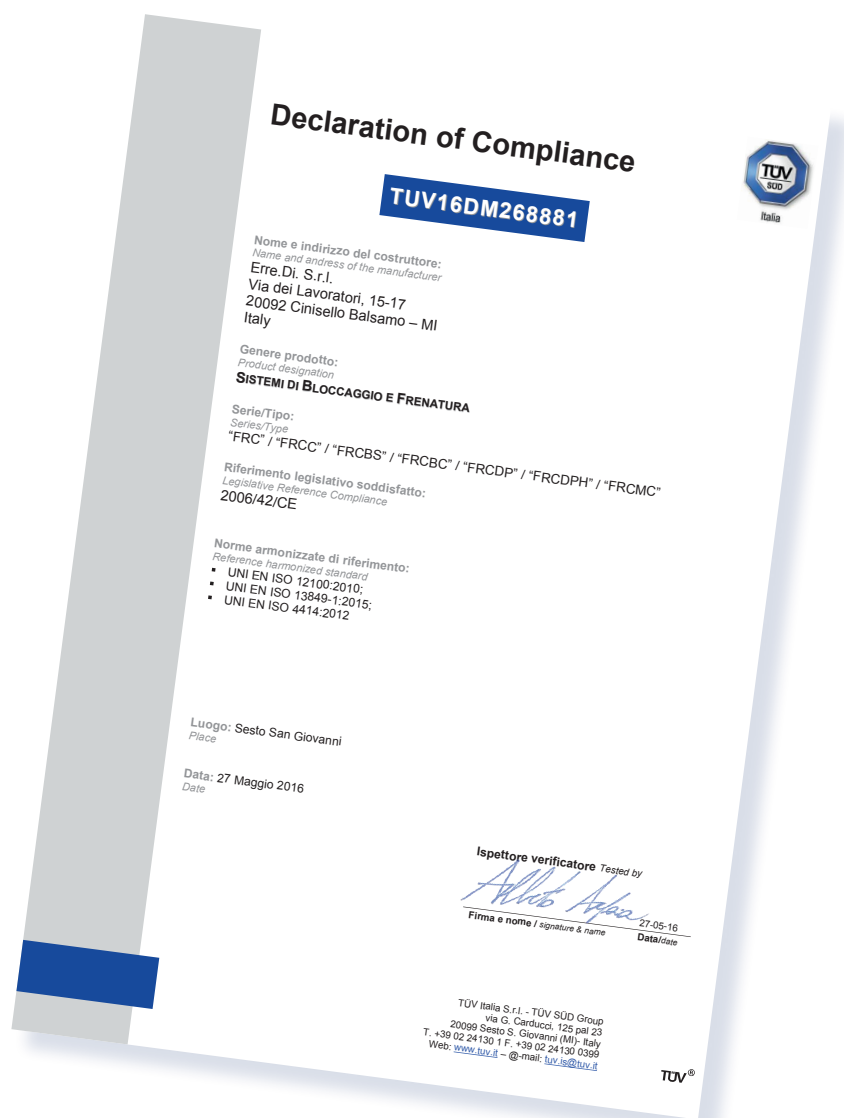 Declaration of Compliance
TÜV
SÜD
Italia
TUV16DM268881
Nome e indirizzo del costruttore:
Name and andress of the manufacturer
Erre.Di. S.r.l.
Via dei Lavoratori, 15-17
20092 Cinisello Balsamo – MI
Italy
Genere prodotto:
Product designation
SISTEMI DI BLOCCAGGIO E FRENATURA
Serie/Tipo:
Series/Type
“FRC” / “FRCC” / “FRCBS” / “FRCBC” / “FRCDP” / “FRCDPH” / “FRCMC”
Riferimento legislativo soddisfatto:
Legislative Reference Compliance
2006/42/CE
Norme armonizzate di riferimento:
Reference harmonized standard
▪ UNI EN ISO 12100:2010;
▪ UNI EN ISO 13849-1:2015;
▪ UNI EN ISO 4414:2012
Luogo: Sesto San Giovanni
Place
Data: 27 Maggio 2016
Date
Ispettore verificatore Tested by
27-05-16
Firma e nome / signature & name Data/date
TÜV Italia S.r.l. - TÜV SÜD Group
via G. Carducci, 125 pal 23
20099 Sesto S. Giovanni (MI)- Italy
T. +39 02 24130 1 F. +39 02 24130 0399
Web: www.tuv.it – @-mail: tuv.is@tuv.it
TÜV ®